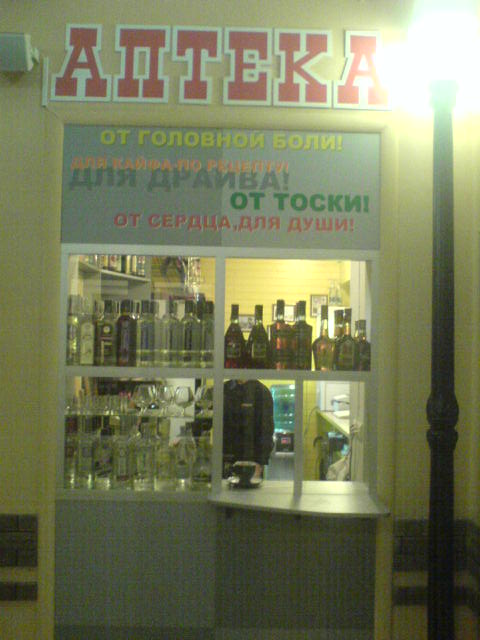 АПТЕКА
ОТ ГОЛОВНОЙ БОЛИ!
ДЛЯ КАЙФА-ПО РЕЦЕПТУ!
ДЛЯ ДРАЙВА!
ОТ ТОСКИ!
ОТ СЕРДЦА,ДЛЯ ДУШИ!